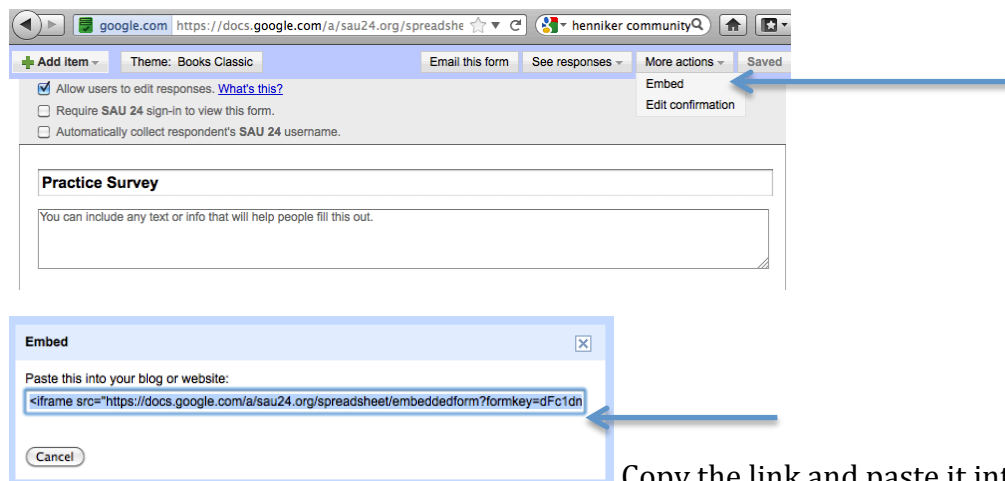 google.com https://docs.google.com/a/sau24.org/spreadshe henniker community
Add item Theme: Books Classic Email this form See responses More actions Saved
Allow users to edit responses. What's this? Embed
Require SAU 24 sign-in to view this form. Edit confirmation
Automatically collect respondent's SAU 24 username.
Practice Survey
You can include any text or info that will help people fill this out.
Embed
Paste this into your blog or website:
<iframe src="https://docs.google.com/a/sau24.org/spreadsheet/embeddedform?formkey=dFc1dn
Cancel
Copy the link and paste it int